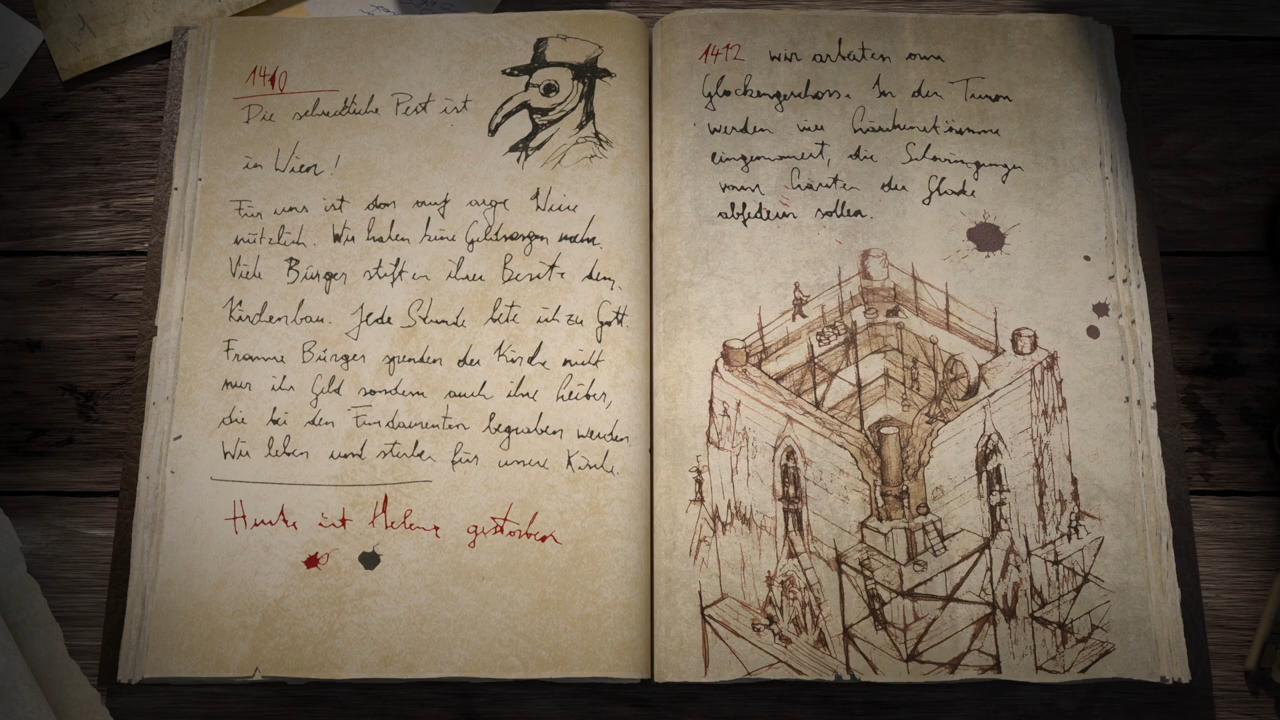 1410
Die schreckliche Pest ist
in Wien!
Für uns ist das auf arge Weise
nützlich. Wir haben keine Geldsorgen mehr.
Viele Bürger stiften ihren Besitz dem
Kirchenbau. Jede Stunde bete ich zu Gott.
Fromme Bürger spenden der Kirche nicht
nur ihr Geld sondern auch ihre Leiber,
die bei den Fundamenten begraben werden
Wir leben und sterben für unsere Kirche.
Heute ist Helene gestorben
1412 wir arbeiten am
Glockengeschoss. In den Turm
werden vier Lärchenstämme
eingemauert, die Schwingungen
vom Läuten der Glocke
abfedern sollen.